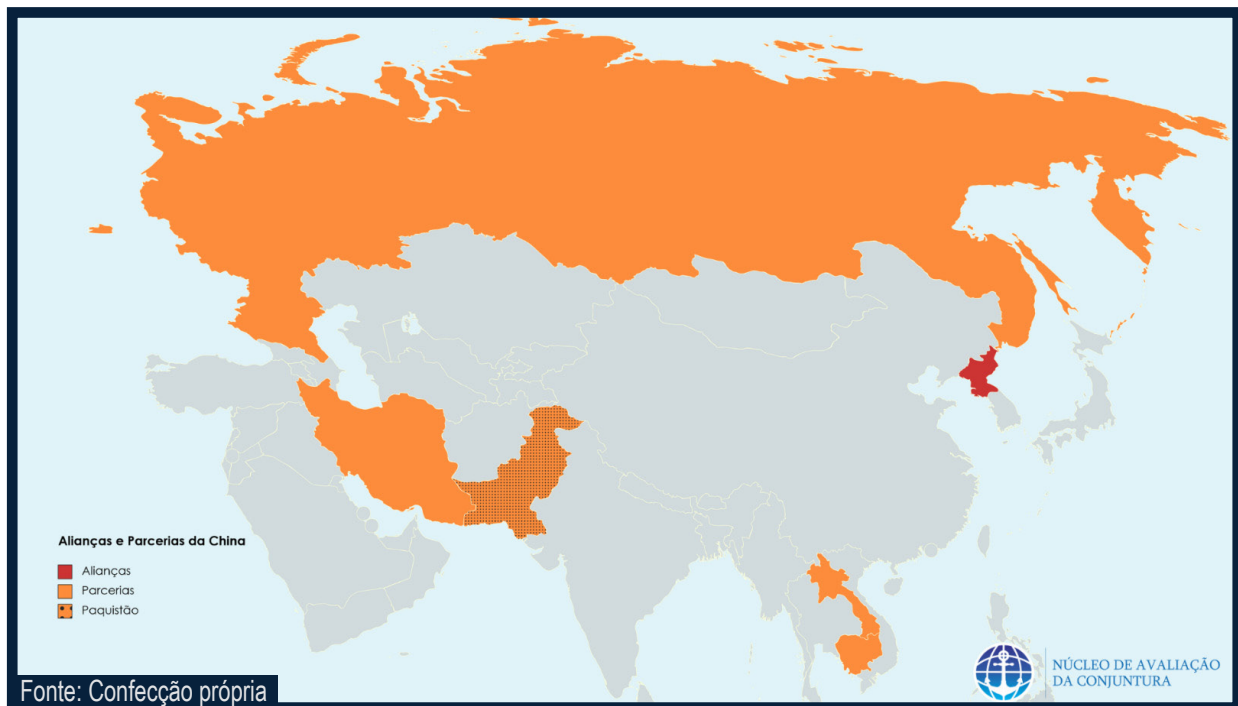 Alianças e Parcerias da China
Alianças
Parcerias
Paquistão
NÚCLEO DE AVALIAÇÃO
DA CONJUNTURA
Fonte: Confecção própria